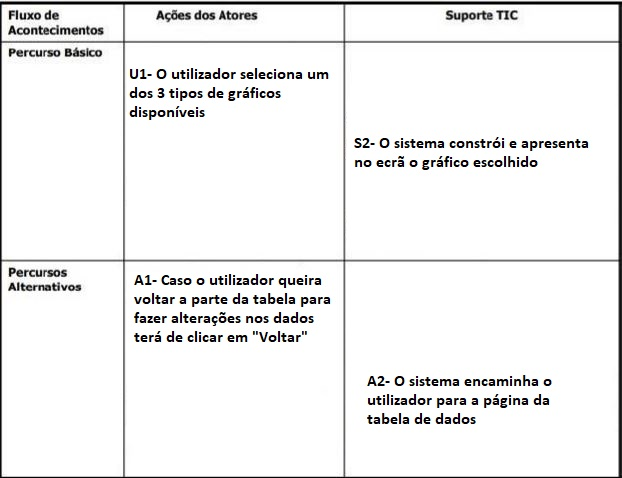 Fluxo de
Acontecimentos
Ações dos Atores
Suporte TIC
Percurso Básico
U1- O utilizador seleciona um
dos 3 tipos de gráficos
disponíveis
S2- O sistema constrói e apresenta
no ecrã o gráfico escolhido
Percursos
Alternativos
A1- Caso o utilizador queira
voltar a parte da tabela para
fazer alterações nos dados
terá de clicar em "Voltar"
A2- O sistema encaminha o
utilizador para a página da
tabela de dados